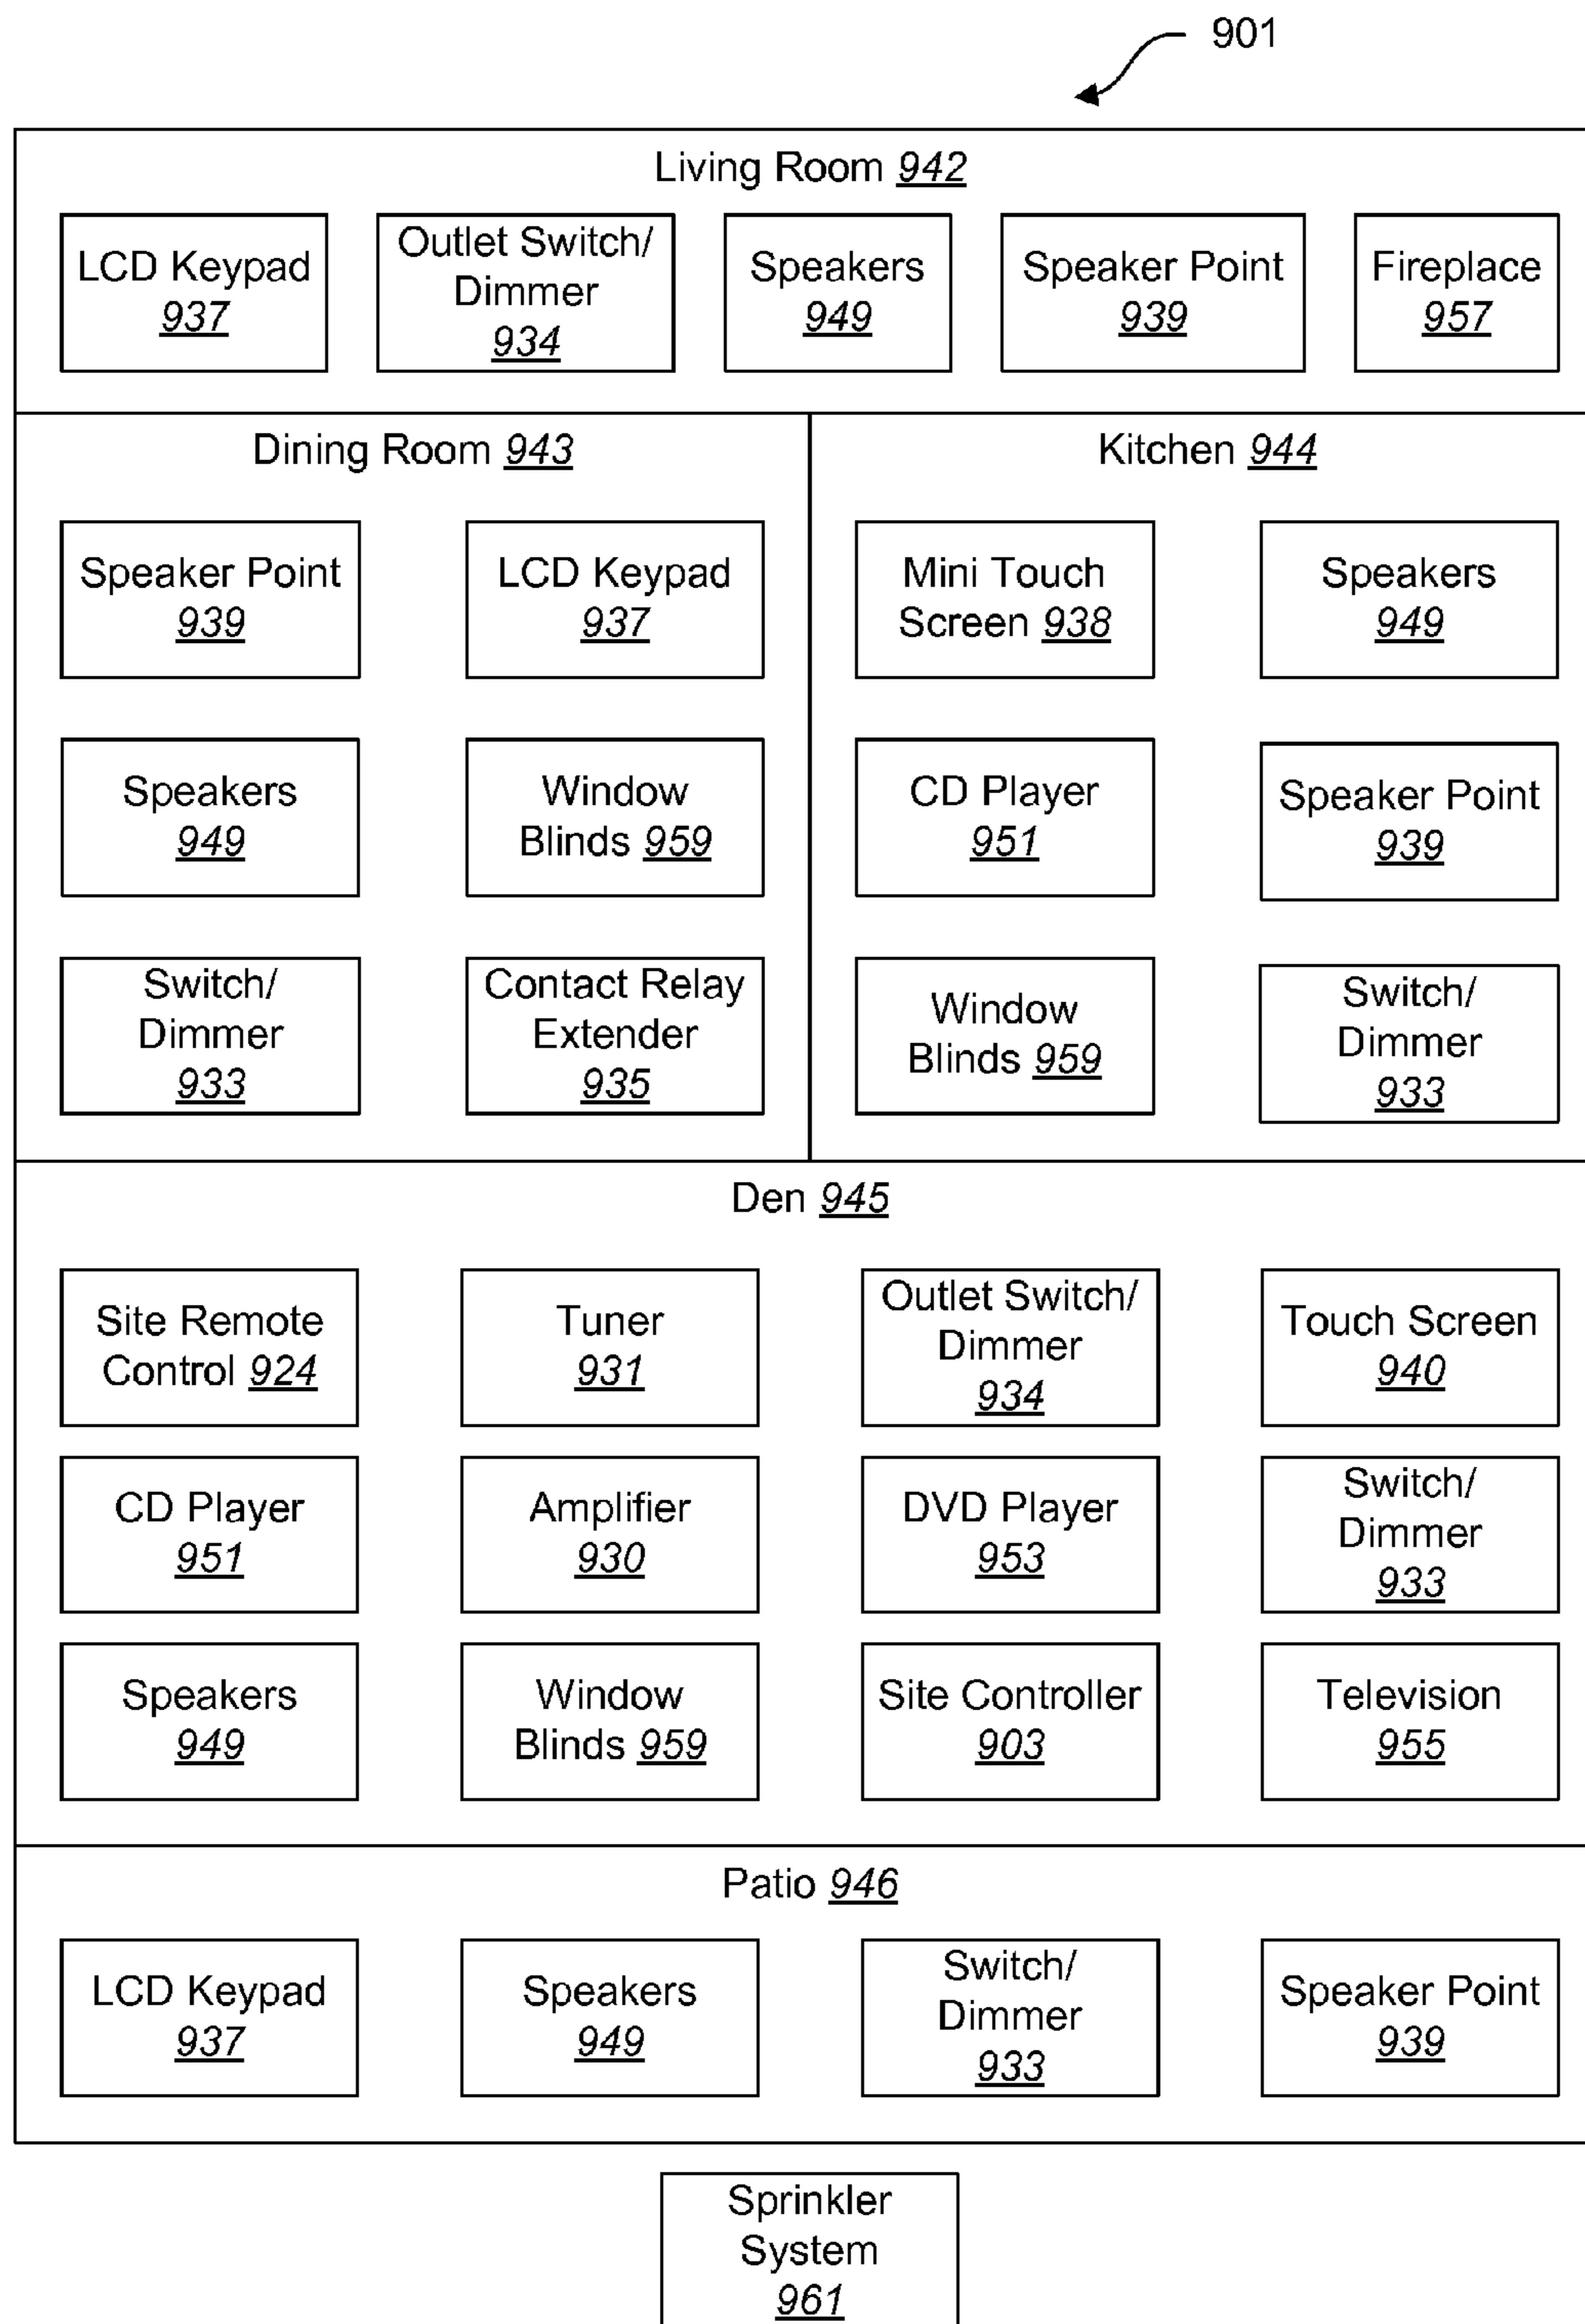 901
Living Room 942
LCD Keypad
937
Outlet Switch/
Dimmer
934
Speakers
949
Speaker Point
939
Fireplace
957
Dining Room 943
Speaker Point
939
LCD Keypad
937
Speakers
949
Window
Blinds 959
Switch/
Dimmer
933
Contact Relay
Extender
935
Kitchen 944
Mini Touch
Screen 938
Speakers
949
CD Player
951
Speaker Point
939
Window
Blinds 959
Switch/
Dimmer
933
Den 945
Site Remote
Control 924
Tuner
931
Outlet Switch/
Dimmer
934
Touch Screen
940
CD Player
951
Amplifier
930
DVD Player
953
Switch/
Dimmer
933
Speakers
949
Window
Blinds 959
Site Controller
903
Television
955
Patio 946
LCD Keypad
937
Speakers
949
Switch/
Dimmer
933
Speaker Point
939
Sprinkler
System
961